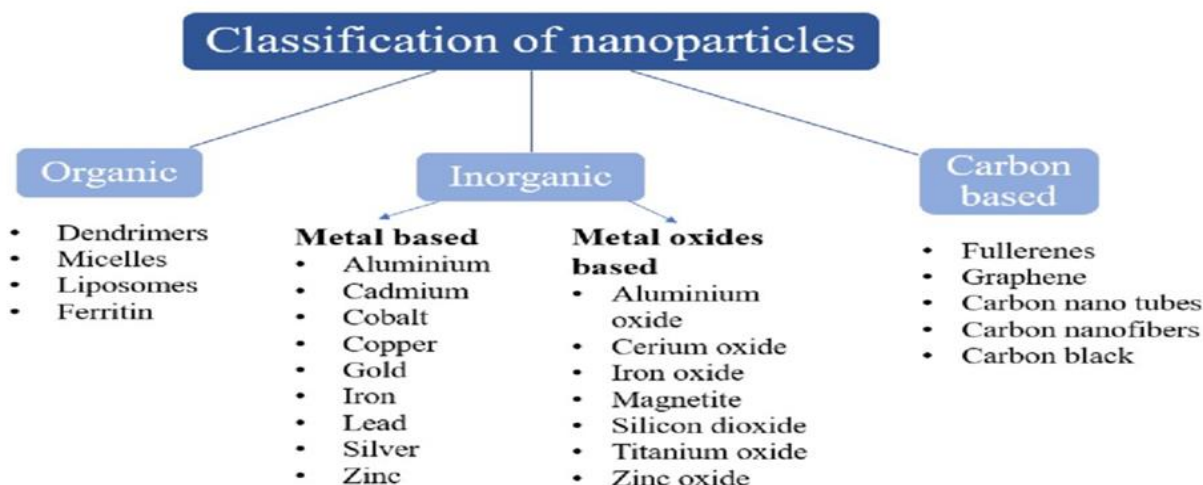 Classification of nanoparticles
Organic
• Dendrimers
• Micelles
• Liposomes
• Ferritin
Inorganic
Metal based
• Aluminium
• Cadmium
• Cobalt
• Copper
• Gold
• Iron
• Lead
• Silver
• Zinc
Metal oxides
based
• Aluminium
oxide
• Cerium oxide
• Iron oxide
• Magnetite
• Silicon dioxide
• Titanium oxide
• Zinc oxide
Carbon
based
• Fullerenes
• Graphene
• Carbon nano tubes
• Carbon nanofibers
• Carbon black